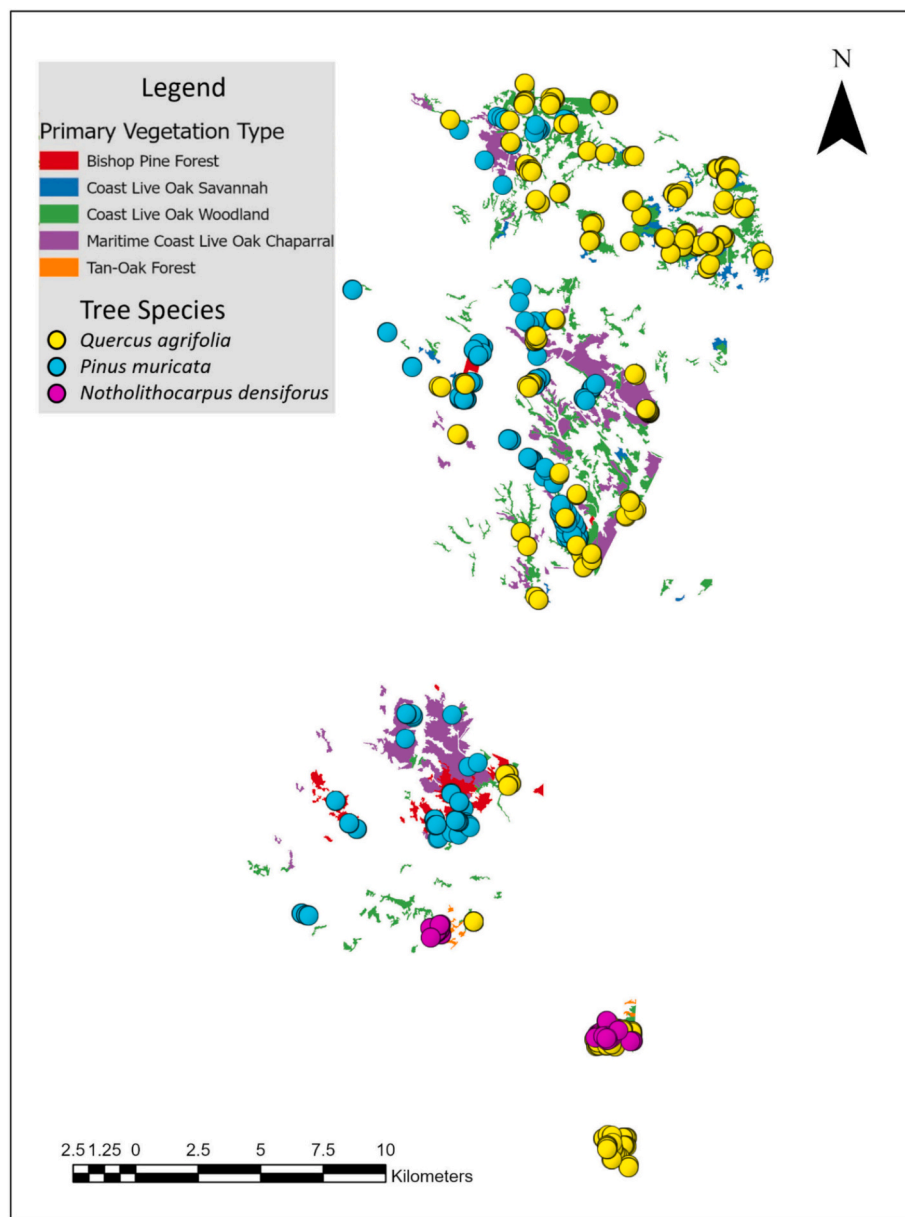 N
Legend
Primary Vegetation Type
Bishop Pine Forest
Coast Live Oak Savannah
Coast Live Oak Woodland
Maritime Coast Live Oak Chaparral
Tan-Oak Forest
Tree Species
Quercus agrifolia
Pinus muricata
Notholithocarpus densiforus
2.5 1.25 0 2.5 5 7.5 10
Kilometers